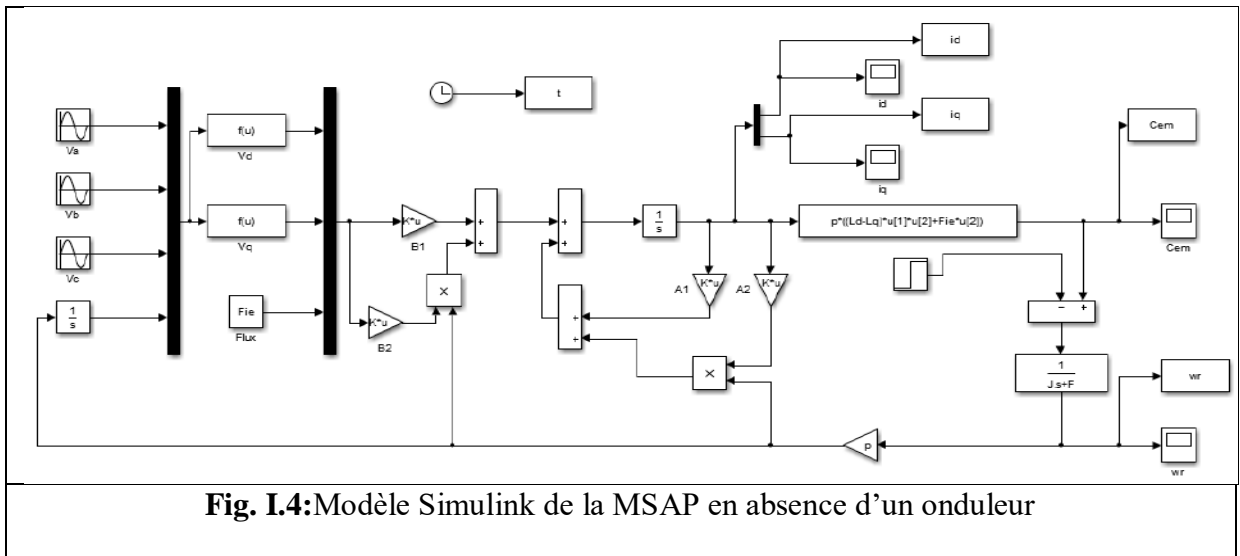 id
t
id
f(u)
iq
Cem
Va
Vd
iq
K*u
B1
+
+
+
+
1
s
p*((Ld-Lq)*u[1]*u[2]+Fie*u[2])
Vb
f(u)
Vq
Cem
×
A1
K*u
A2
K*u
Vc
1
s
Fie
Flux
K*u
B2
+
+
− +
×
1
J.s+F
wr
p
wr
Fig. I.4:Modèle Simulink de la MSAP en absence d’un onduleur